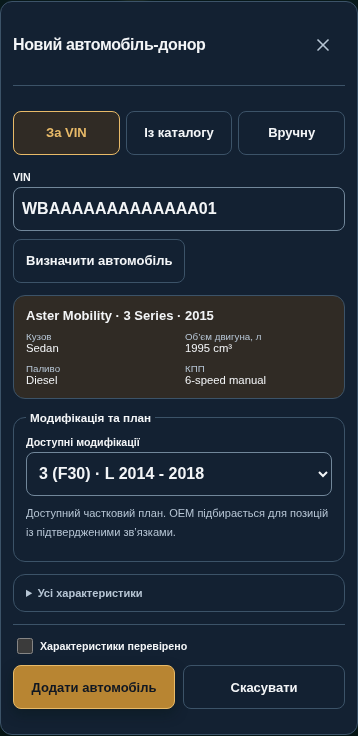 Новий автомобіль-донор
За VIN
Із каталогу
Вручну
VIN
WBAAAAAAAAAAAAA01
Визначити автомобіль
Aster Mobility · 3 Series · 2015
Кузов
Sedan
Об'єм двигуна, л
1995 cm³
Паливо
Diesel
КПП
6-speed manual
Модифікація та план
Доступні модифікації
3 (F30) · L 2014 - 2018
Доступний частковий план. OEM підбирається для позицій
із підтвердженими зв'язками.
Усі характеристики
Характеристики перевірено
Додати автомобіль
Скасувати